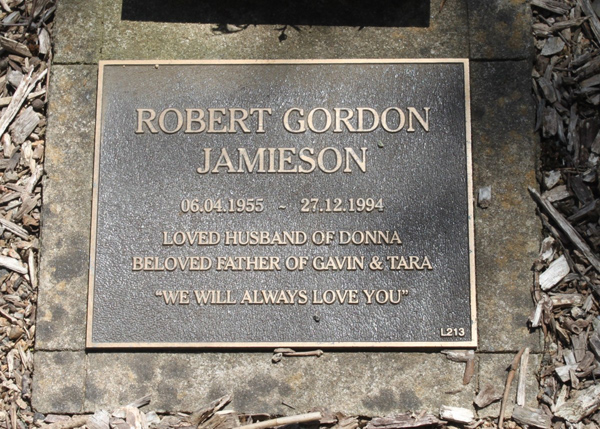 ROBERT GORDON
JAMIESON
06.04.1955 ~ 27.12.1994
LOVED HUSBAND OF DONNA
BELOVED FATHER OF GAVIN & TARA
"WE WILL ALWAYS LOVE YOU"
L213